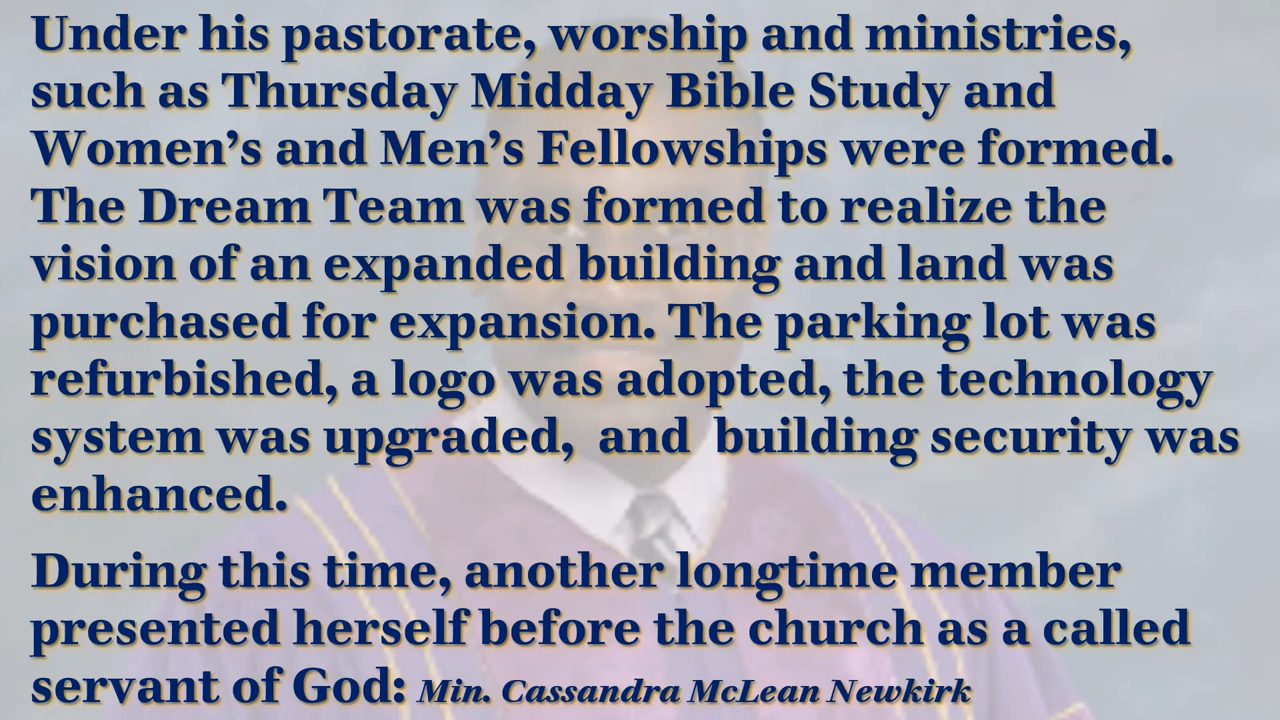 Under his pastorate, worship and ministries,
such as Thursday Midday Bible Study and
Women’s and Men’s Fellowships were formed.
The Dream Team was formed to realize the
vision of an expanded building and land was
purchased for expansion. The parking lot was
refurbished, a logo was adopted, the technology
system was upgraded, and building security was
enhanced.
During this time, another longtime member
presented herself before the church as a called
servant of God: Min. Cassandra McLean Newkirk